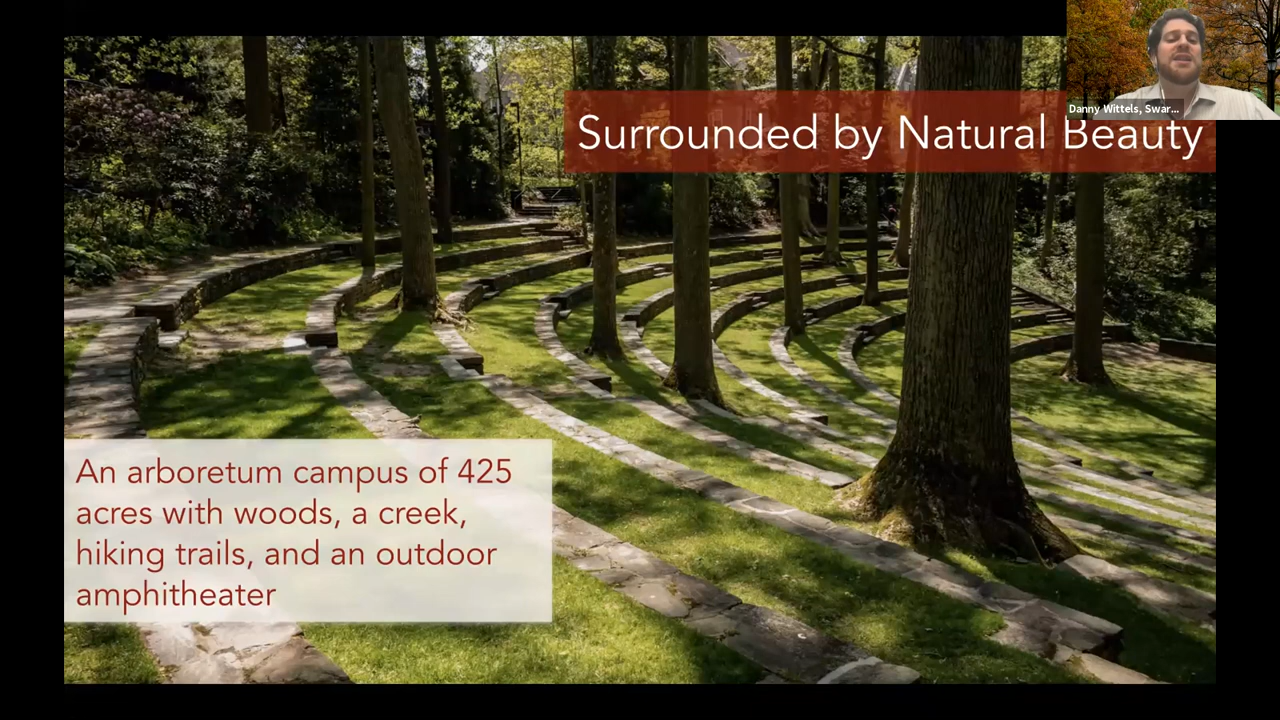 Surrounded by Natural Beauty
Danny Wittels, Swar...
An arboretum campus of 425
acres with woods, a creek,
hiking trails, and an outdoor
amphitheater